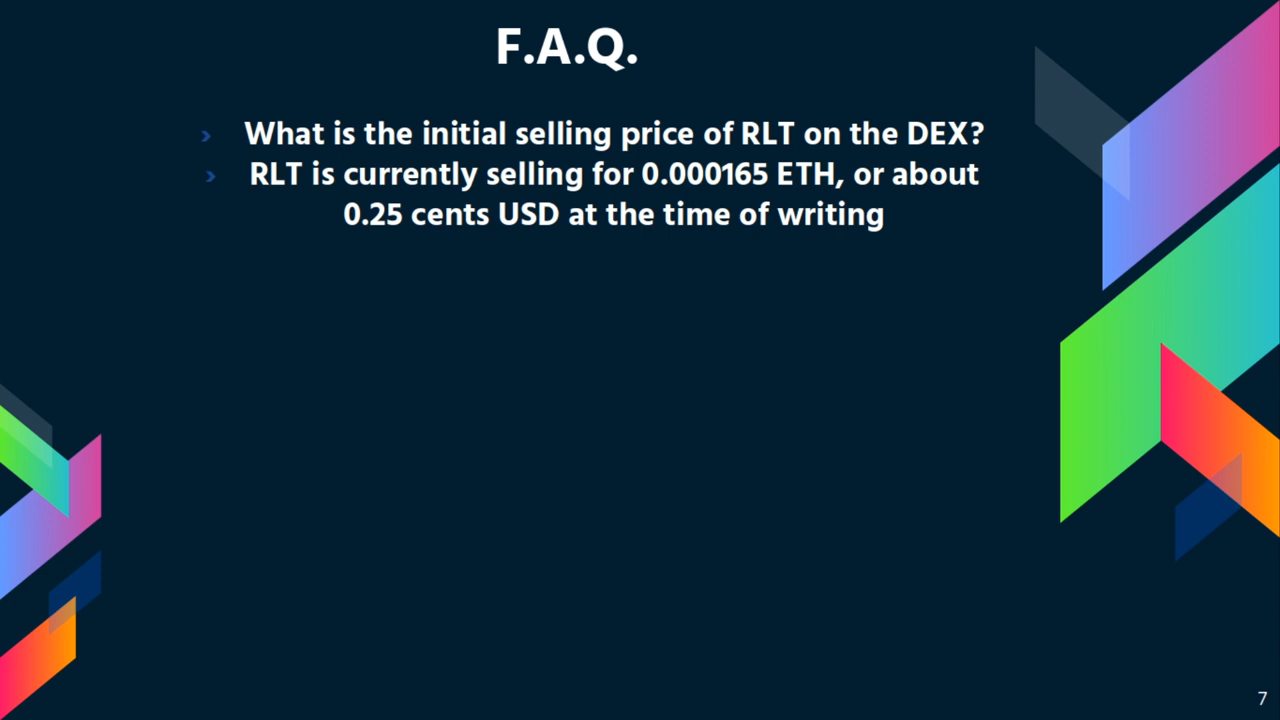 F.A.Q.
What is the initial selling price of RLT on the DEX?
RLT is currently selling for 0.000165 ETH, or about
0.25 cents USD at the time of writing
7